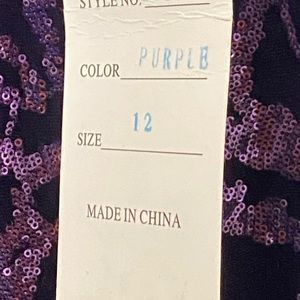 STYLE NO.
COLOR PURPLE
SIZE 12
MADE IN CHINA